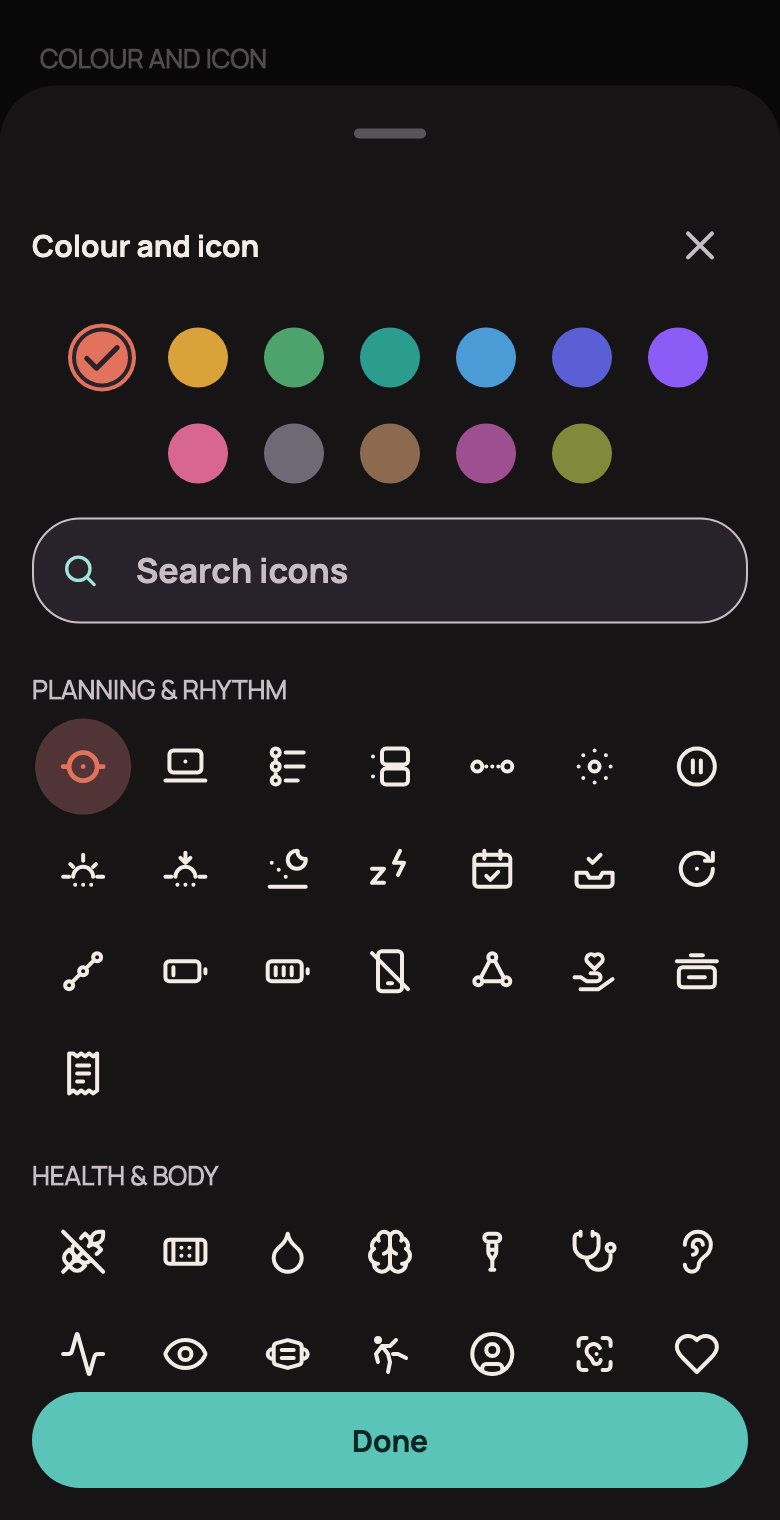 COLOUR AND ICON
Colour and icon
Search icons
PLANNING & RHYTHM
HEALTH & BODY
Done